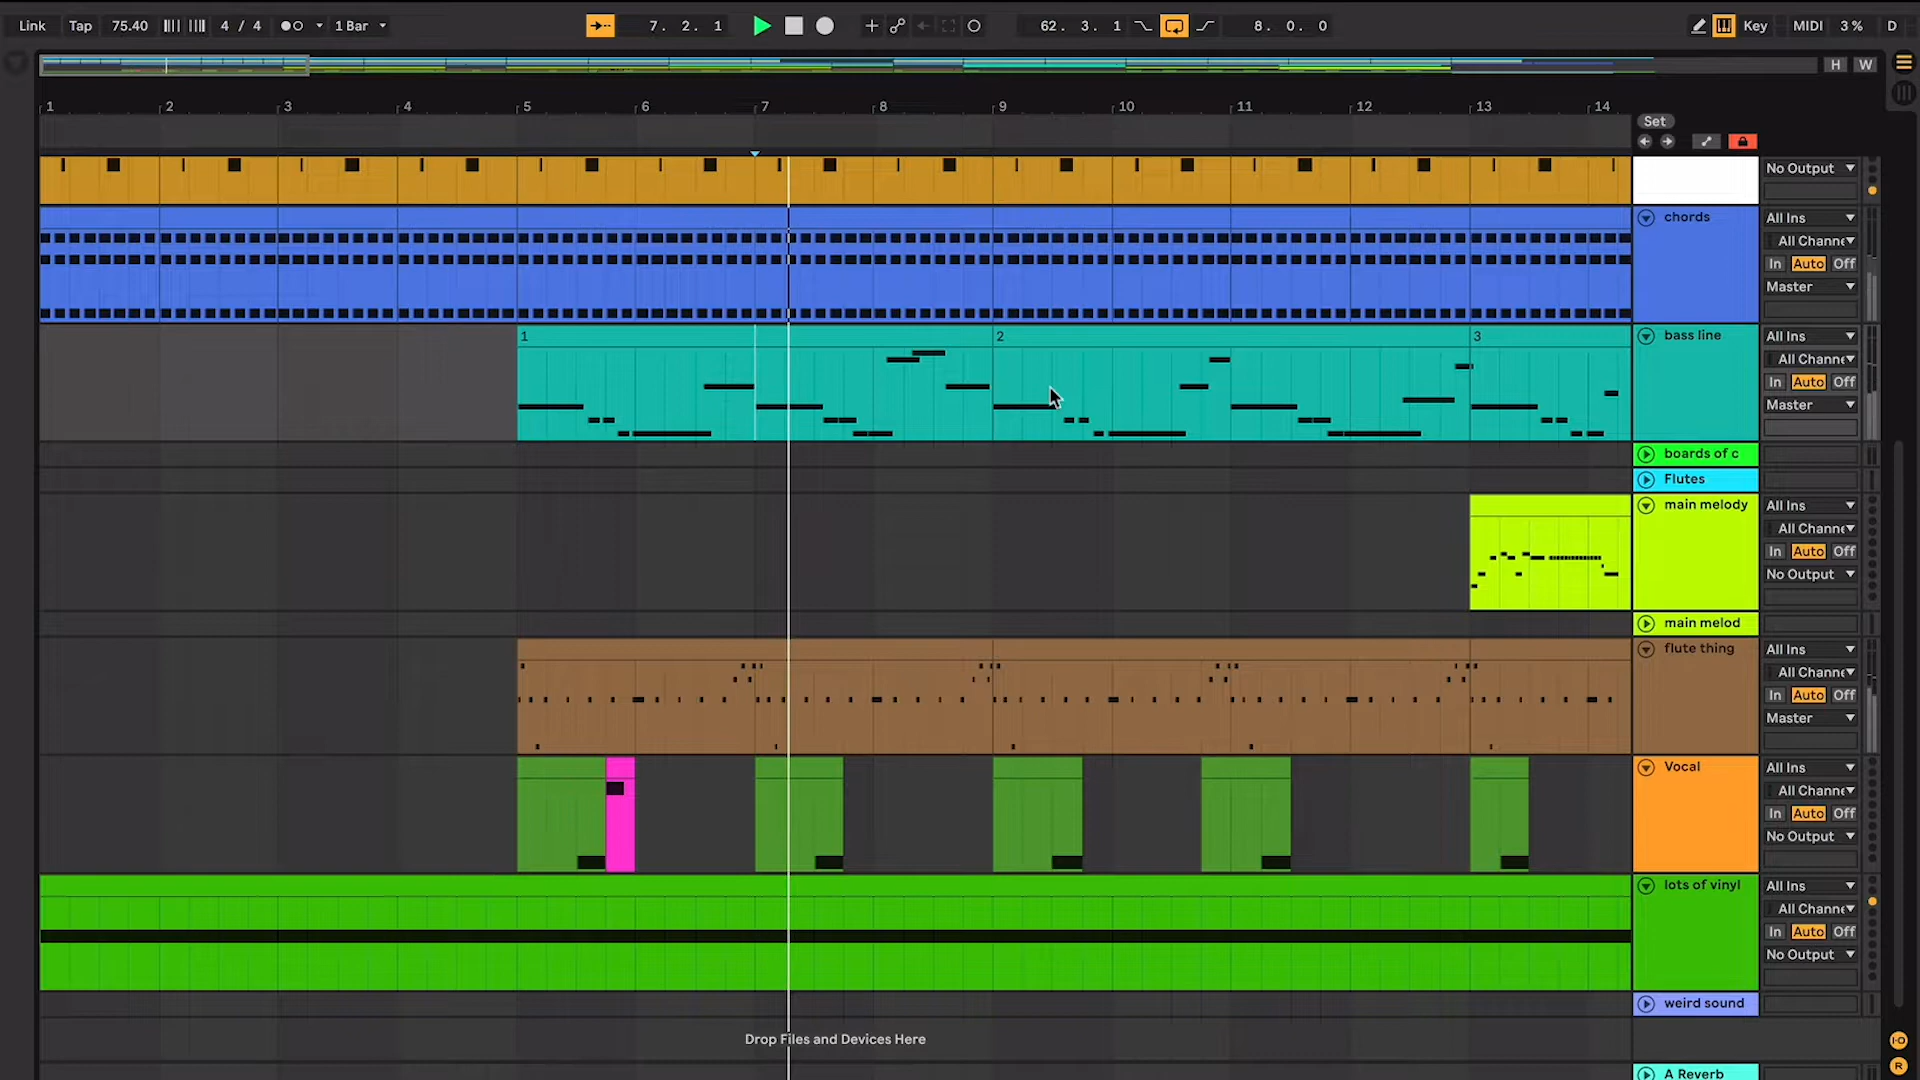 Link Tap 75.40 4 / 4 1 Bar 7. 2. 1 62. 3. 1 8. 0. 0 Key MIDI 3 % D
H W
1 2 3 4 5 6 7 8 9 10 11 12 13 14
Set
No Output
chords All Ins
All Channe
In Auto Off
Master
1 2 3 bass line All Ins
All Channe
In Auto Off
Master
boards of c
Flutes
main melody All Ins
All Channe
In Auto Off
No Output
main melod
flute thing All Ins
All Channe
In Auto Off
Master
Vocal All Ins
All Channe
In Auto Off
No Output
lots of vinyl All Ins
All Channe
In Auto Off
No Output
weird sound
Drop Files and Devices Here
I-O
R
A Reverb